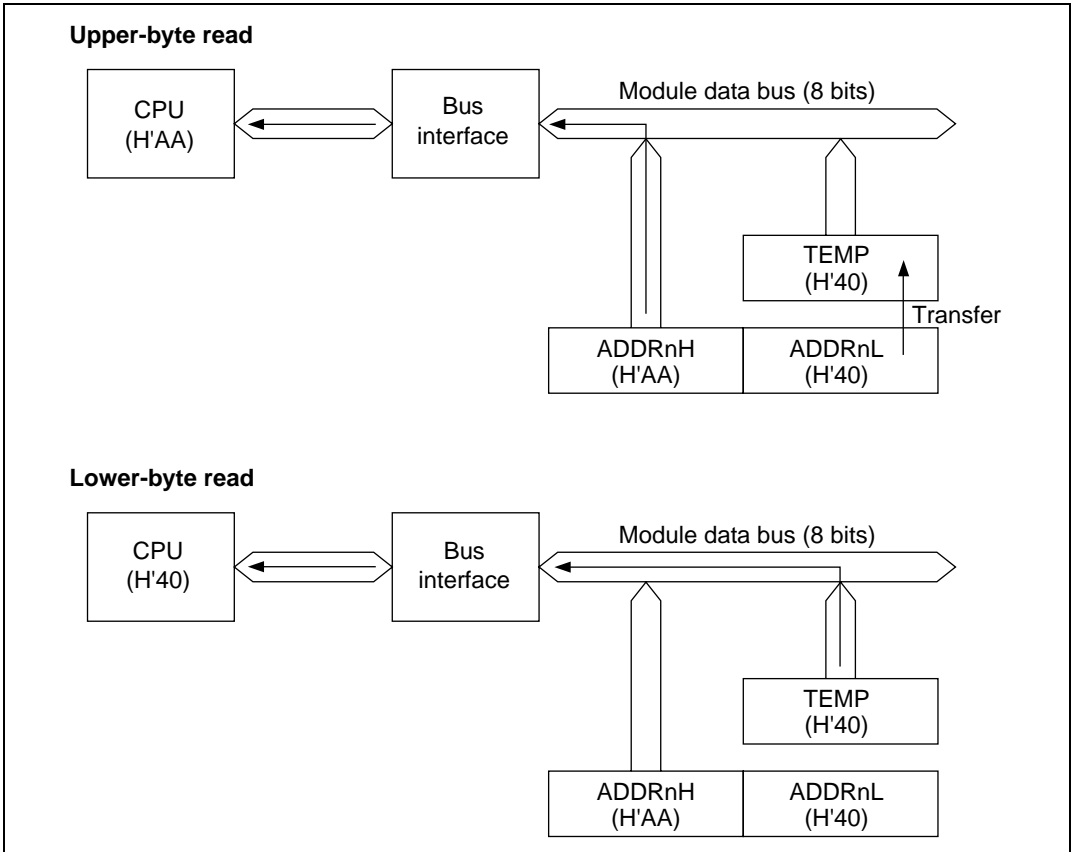 Upper-byte read
CPU
(H'AA)
Bus
interface
Module data bus (8 bits)
TEMP
(H'40)
Transfer
ADDRnH
(H'AA)
ADDRnL
(H'40)
Lower-byte read
CPU
(H'40)
Bus
interface
Module data bus (8 bits)
TEMP
(H'40)
ADDRnH
(H'AA)
ADDRnL
(H'40)